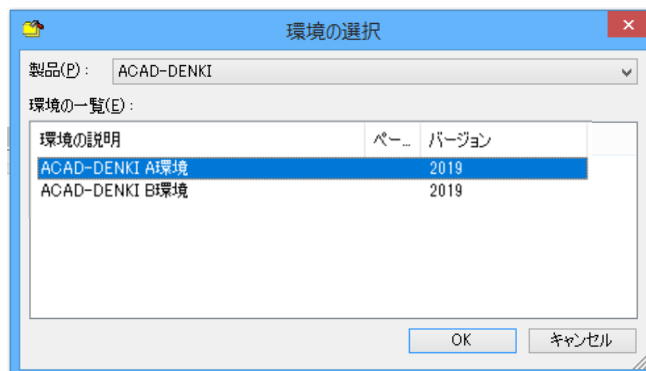 環境の選択
製品(P): ACAD-DENKI
環境の一覧(E):
環境の説明 ペー... バージョン
ACAD-DENKI A環境 2019
ACAD-DENKI B環境 2019
OK キャンセル